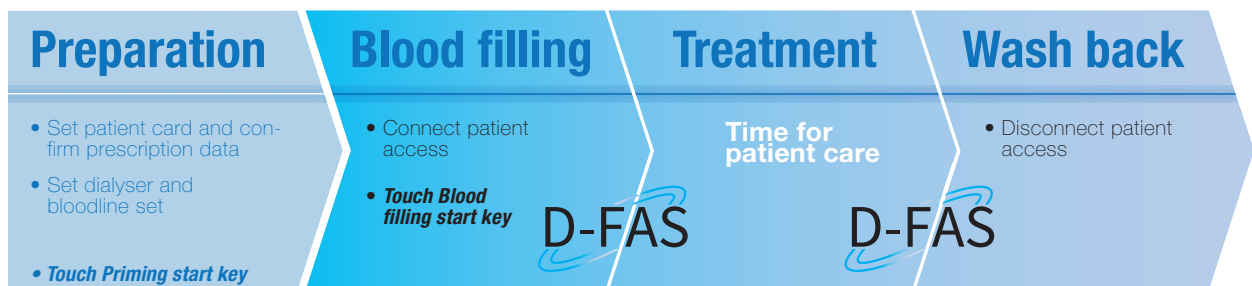 Preparation
• Set patient card and con-
firm prescription data
• Set dialyser and
bloodline set
• Touch Priming start key
Blood filling
• Connect patient
access
• Touch Blood
filling start key
D-FAS
Treatment
Time for
patient care
D-FAS
Wash back
• Disconnect patient
access